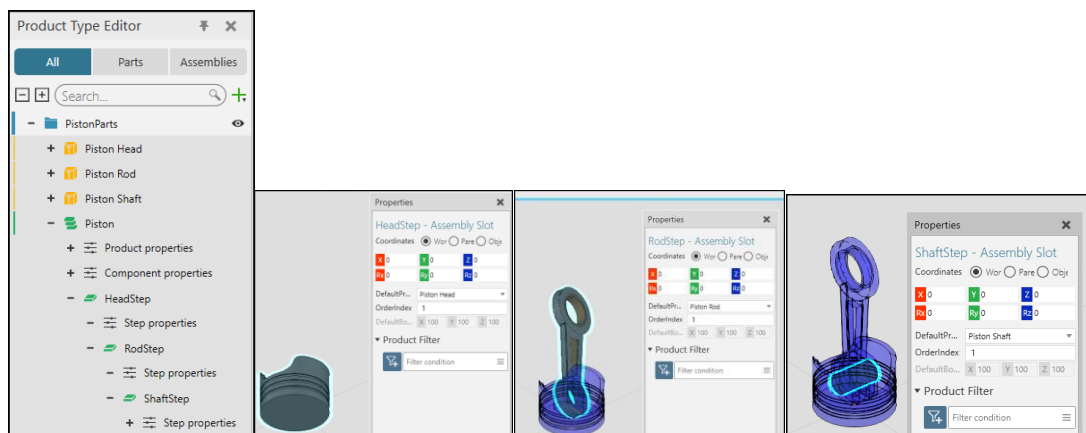 Product Type Editor
All Parts Assemblies
Search...
PistonParts
Piston Head
Piston Rod
Piston Shaft
Piston
Product properties
Component properties
HeadStep
Step properties
RodStep
Step properties
ShaftStep
Step properties
Properties
HeadStep - Assembly Slot
Coordinates Wor Pare Obje
X 0 Y 0 Z 0
Rx 0 Ry 0 Rz 0
DefaultPr... Piston Head
OrderIndex 1
DefaultBo... X 100 Y 100 Z 100
Product Filter
Filter condition
Properties
RodStep - Assembly Slot
Coordinates Wor Pare Obje
X 0 Y 0 Z 0
Rx 0 Ry 0 Rz 0
DefaultPr... Piston Rod
OrderIndex 1
DefaultBo... X 100 Y 100 Z 100
Product Filter
Filter condition
Properties
ShaftStep - Assembly Slot
Coordinates Wor Pare Obje
X 0 Y 0 Z 0
Rx 0 Ry 0 Rz 0
DefaultPr... Piston Shaft
OrderIndex 1
DefaultBo... X 100 Y 100 Z 100
Product Filter
Filter condition